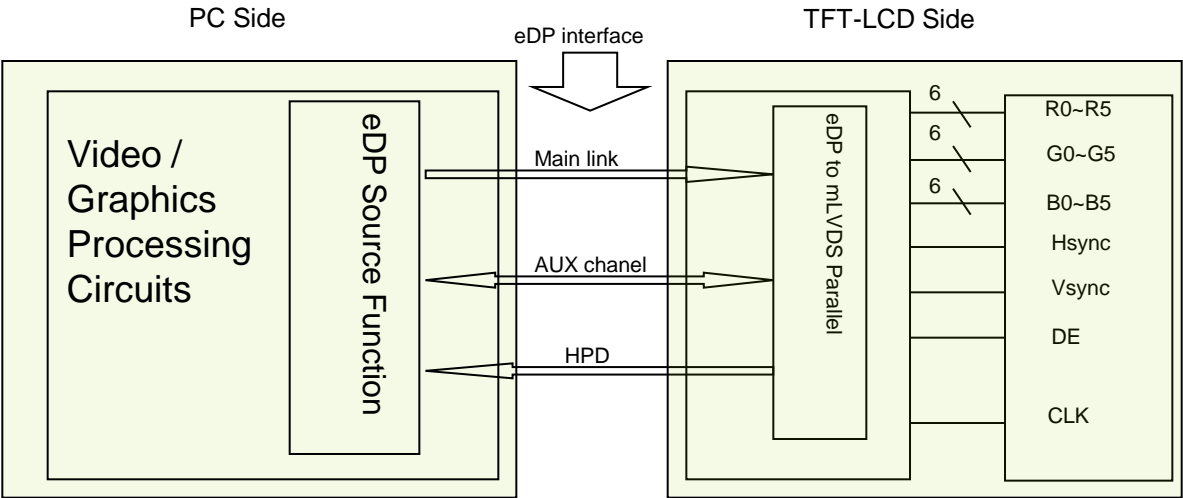 PC Side
TFT-LCD Side
eDP interface
Video /
Graphics
Processing
Circuits
eDP Source Function
Main link
AUX chanel
HPD
eDP to mLVDS Parallel
6
R0~R5
6
G0~G5
6
B0~B5
Hsync
Vsync
DE
CLK